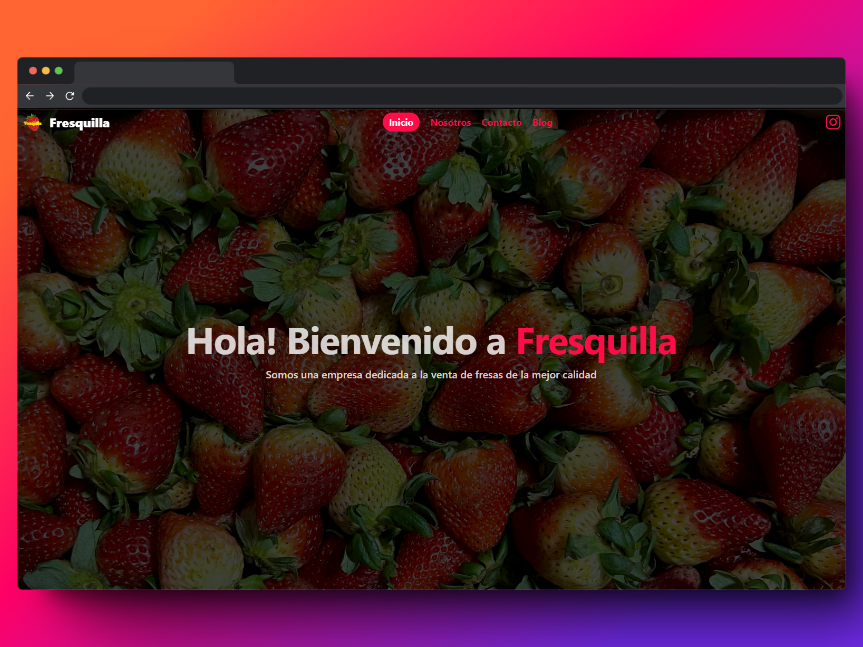 Fresquilla
Inicio Nosotros Contacto Blog
Hola! Bienvenido a Fresquilla
Somos una empresa dedicada a la venta de fresas de la mejor calidad